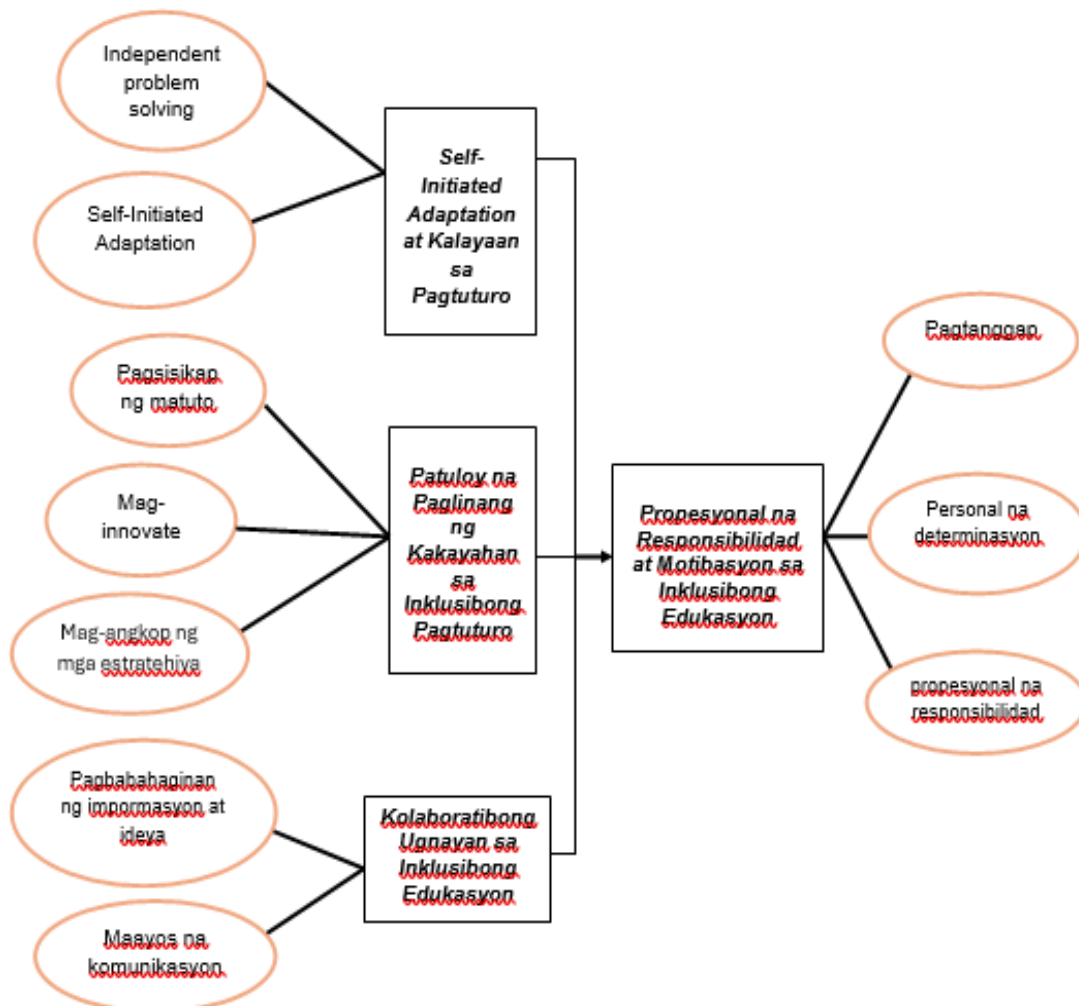 Independent
problem
solving
Self-Initiated
Adaptation
Self-
Initiated
Adaptation
at Kalayaan
sa
Pagtuturo
Pagsisikap
ng matuto
Mag-
innovate
Mag-angkop ng
mga estratehiya
Patuloy na
Paglinang
ng
Kakayahan
sa
Inklusibong
Pagtuturo
Pagbabahaginan
ng impormasyon at
ideya
Maayos na
komunikasyon
Kolaboratibong
Ugnayan sa
Inklusibong
Edukasyon
Propesyonal na
Responsibilidad
at Motibasyon sa
Inklusibong
Edukasyon
Pagtanggap
Personal na
determinasyon
propesyonal na
responsibilidad